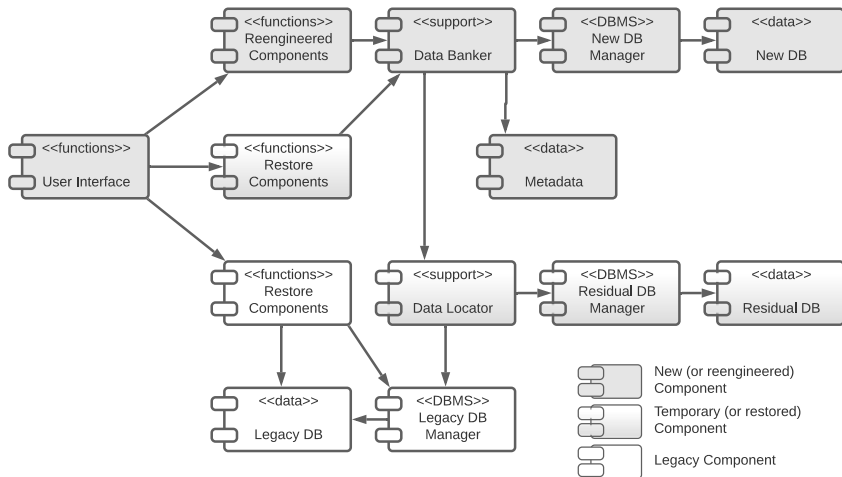 <<functions>>
Reengineered
Components
<<support>>
Data Banker
<<DBMS>>
New DB
Manager
<<data>>
New DB
<<functions>>
User Interface
<<functions>>
Restore
Components
<<data>>
Metadata
<<functions>>
Restore
Components
<<support>>
Data Locator
<<DBMS>>
Residual DB
Manager
<<data>>
Residual DB
<<data>>
Legacy DB
<<DBMS>>
Legacy DB
Manager
New (or reengineered)
Component
Temporary (or restored)
Component
Legacy Component